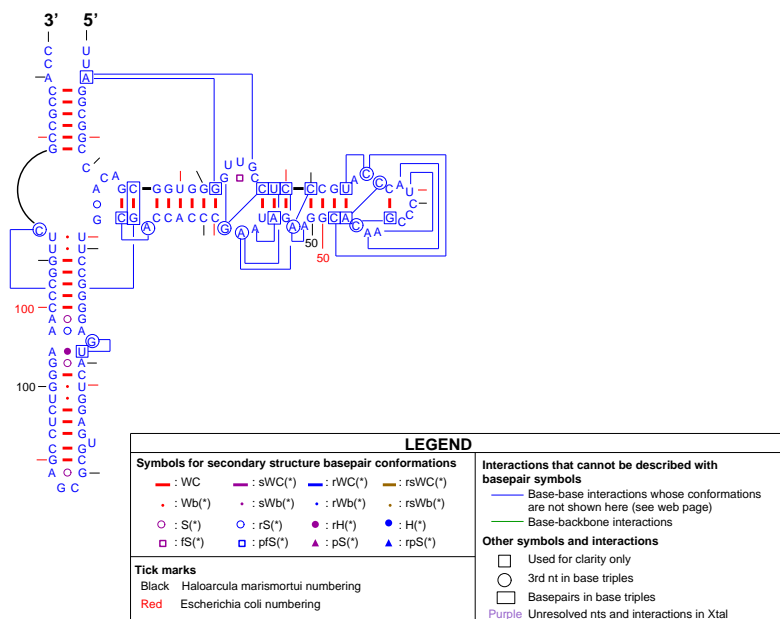 3’ 5’
C U
C U
A A
C G
C G
G C
C G
C G
G C
C
A C
A G C G G U G G G G U U G C C U C C C G U A C C C A U C C
G C G A C C A C C C G A A U A G A A G G C A C A A G C
50
50
C
U U
U U
G C
G C
C G
C G
100 C G
A G
A A
G
A U
G A
G C
100 G U
U G
C G
U A
C G
C U
C G
G C
A G
G C
LEGEND
Symbols for secondary structure basepair conformations
: WC : sWC(*) : rWC(*) : rsWC(*)
: Wb(*) : sWb(*) : rWb(*) : rsWb(*)
: S(*) : rS(*) : rH(*) : H(*)
: fS(*) : pfS(*) : pS(*) : rpS(*)
Tick marks
Black Haloarcula marismortui numbering
Red Escherichia coli numbering
Interactions that cannot be described with
basepair symbols
Base-base interactions whose conformations
are not shown here (see web page)
Base-backbone interactions
Other symbols and interactions
Used for clarity only
3rd nt in base triples
Basepairs in base triples
Purple Unresolved nts and interactions in Xtal